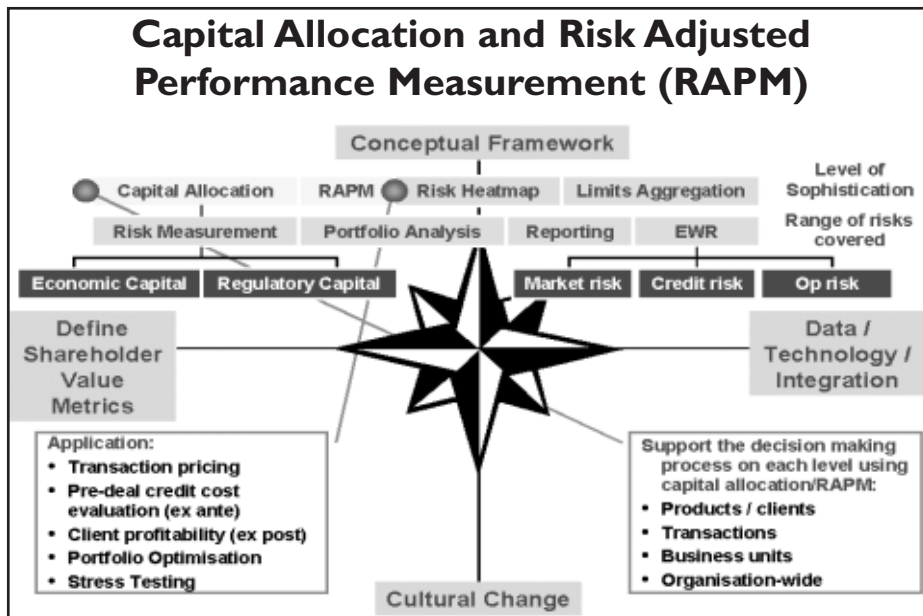 Capital Allocation and Risk Adjusted
Performance Measurement (RAPM)
Conceptual Framework
Capital Allocation
RAPM
Risk Heatmap
Limits Aggregation
Level of
Sophistication
Risk Measurement
Portfolio Analysis
Reporting
EWR
Range of risks
covered
Economic Capital
Regulatory Capital
Market risk
Credit risk
Op risk
Define
Shareholder
Value
Metrics
Data /
Technology /
Integration
Application:
• Transaction pricing
• Pre-deal credit cost
evaluation (ex ante)
• Client profitability (ex post)
• Portfolio Optimisation
• Stress Testing
Support the decision making
process on each level using
capital allocation/RAPM:
• Products / clients
• Transactions
• Business units
• Organisation-wide
Cultural Change